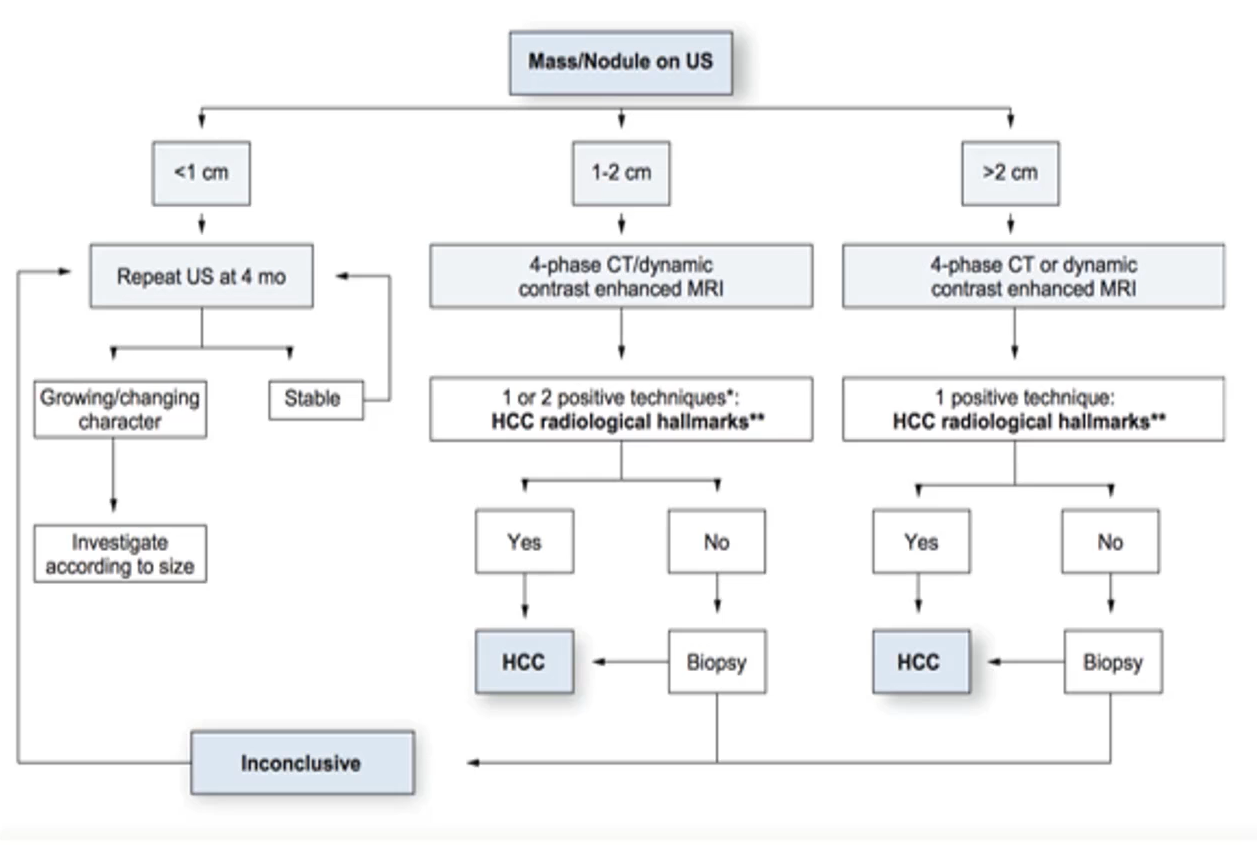 Mass/Nodule on US
<1 cm
1-2 cm
>2 cm
Repeat US at 4 mo
4-phase CT/dynamic
contrast enhanced MRI
4-phase CT or dynamic
contrast enhanced MRI
Growing/changing
character
Stable
1 or 2 positive techniques*:
HCC radiological hallmarks**
1 positive technique:
HCC radiological hallmarks**
Investigate
according to size
Yes
No
Yes
No
HCC
Biopsy
HCC
Biopsy
Inconclusive